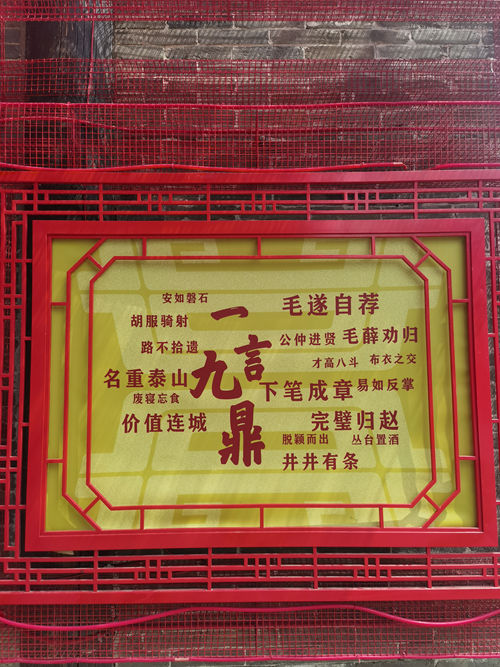 安如磐石
胡服骑射
路不拾遗
名重泰山
废寝忘食
价值连城
一言九鼎
毛遂自荐
公仲进贤
毛薛劝归
才高八斗
布衣之交
下笔成章
易如反掌
完璧归赵
脱颖而出
丛台置酒
井井有条